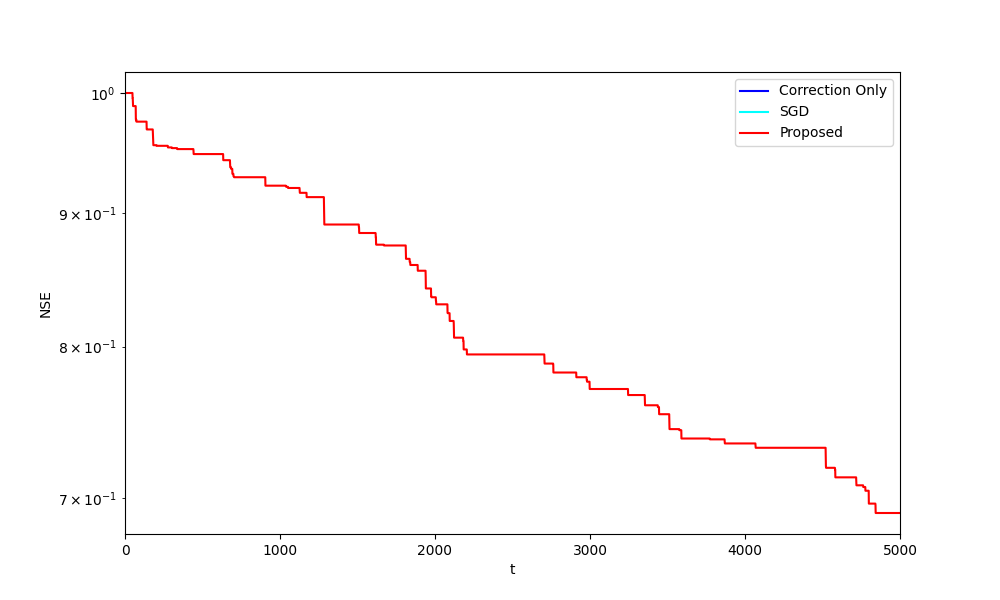 Correction Only
SGD
Proposed
10⁰
9 × 10⁻¹
8 × 10⁻¹
7 × 10⁻¹
NSE
0 1000 2000 3000 4000 5000
t